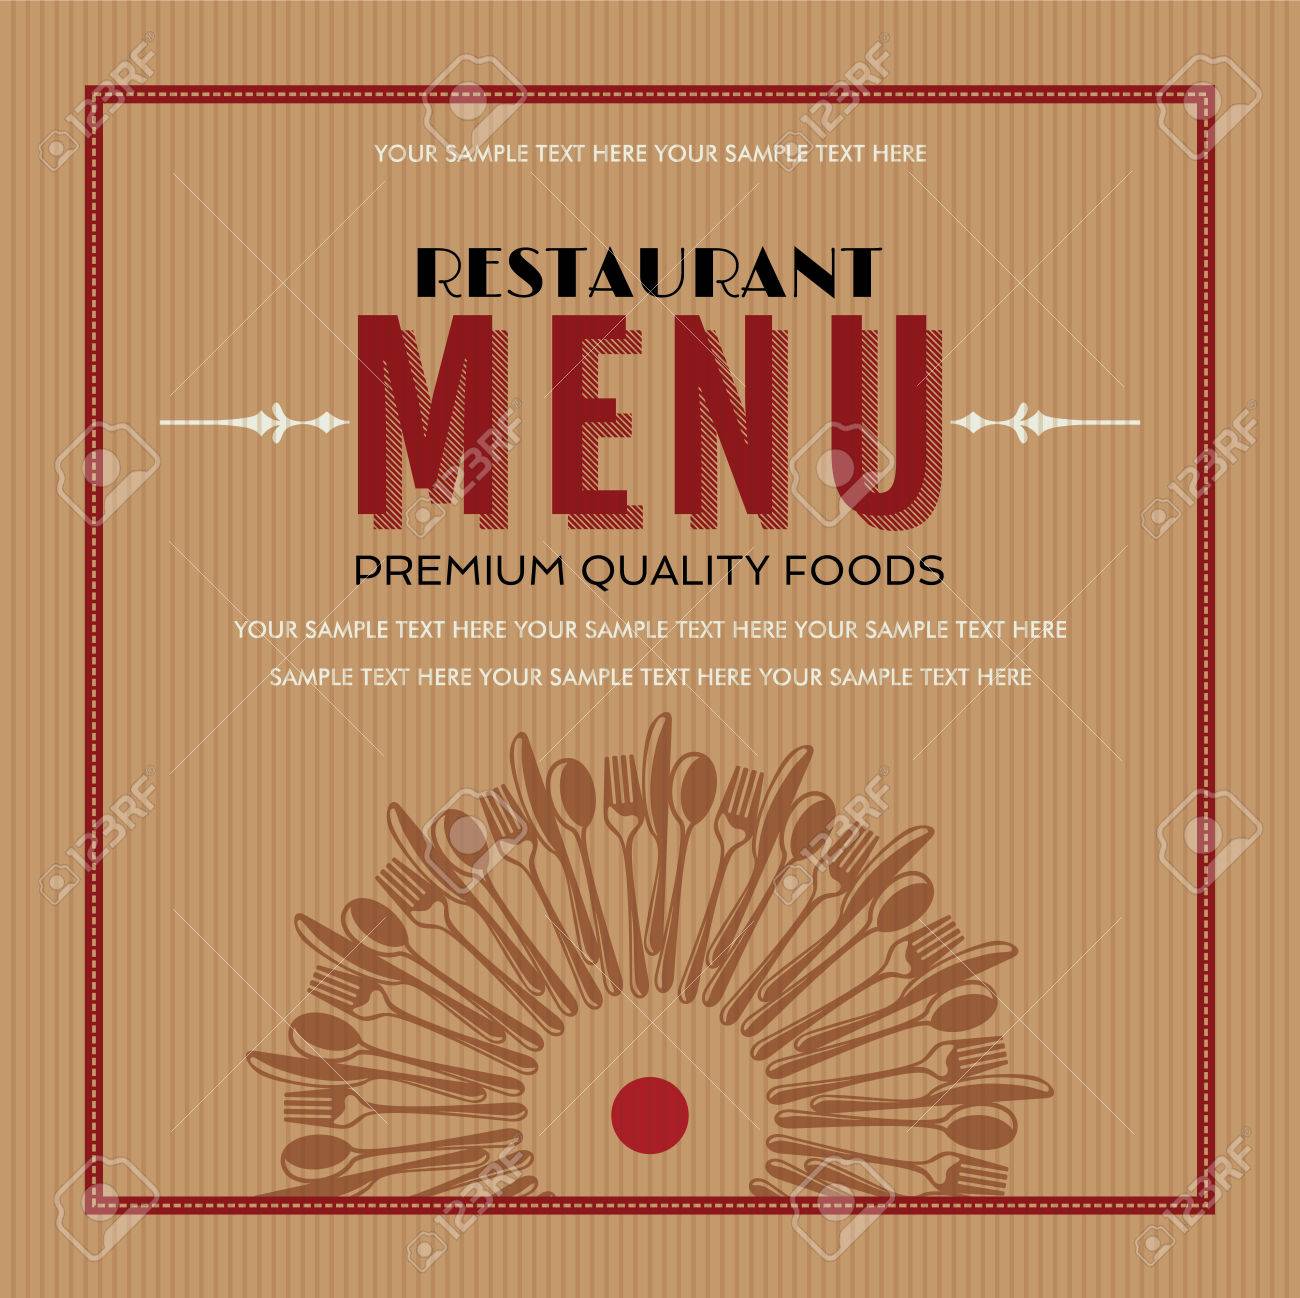 YOUR SAMPLE TEXT HERE YOUR SAMPLE TEXT HERE
RESTAURANT
MENU
PREMIUM QUALITY FOODS
YOUR SAMPLE TEXT HERE YOUR SAMPLE TEXT HERE YOUR SAMPLE TEXT HERE
SAMPLE TEXT HERE YOUR SAMPLE TEXT HERE YOUR SAMPLE TEXT HERE
123RF